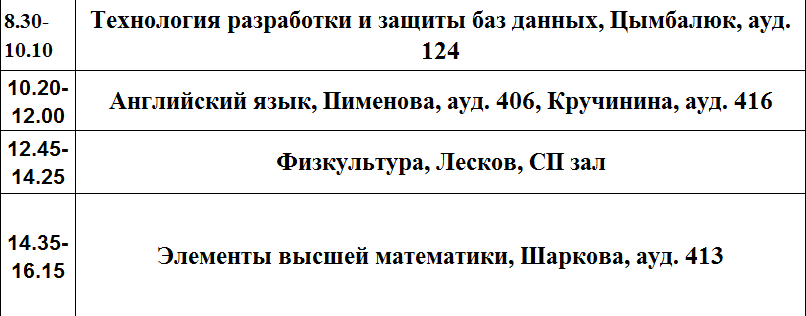 8.30-
10.10
Технология разработки и защиты баз данных, Цымбалюк, ауд.
124
10.20-
12.00
Английский язык, Пименова, ауд. 406, Кручинина, ауд. 416
12.45-
14.25
Физкультура, Лесков, СП зал
14.35-
16.15
Элементы высшей математики, Шаркова, ауд. 413